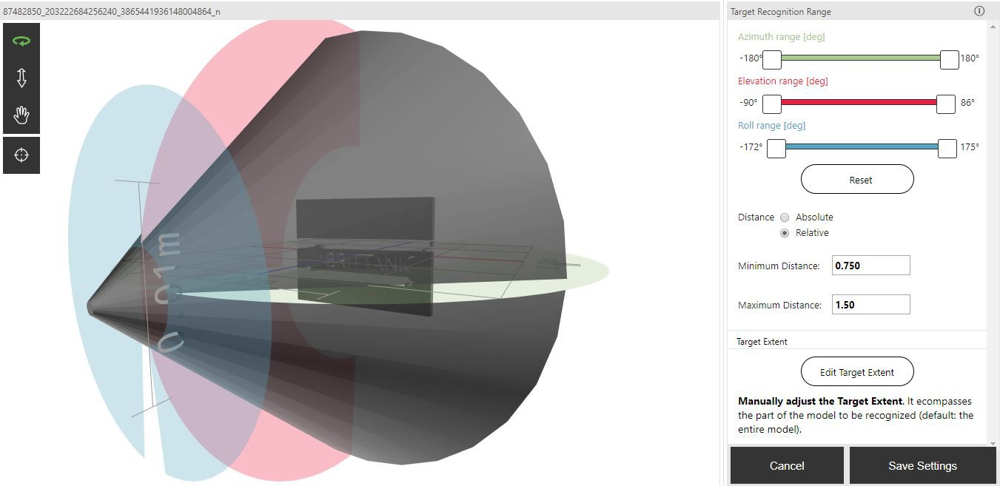 87482850_203222684256240_3865441936148004864_n
Target Recognition Range
Azimuth range [deg]
-180° 180°
Elevation range [deg]
-90° 86°
Roll range [deg]
-172° 175°
Reset
Distance Absolute
Relative
Minimum Distance: 0.750
Maximum Distance: 1.50
Target Extent
Edit Target Extent
Manually adjust the Target Extent. It ecompasses
the part of the model to be recognized (default: the
entire model).
Cancel Save Settings
0.01m
BRITTANIC